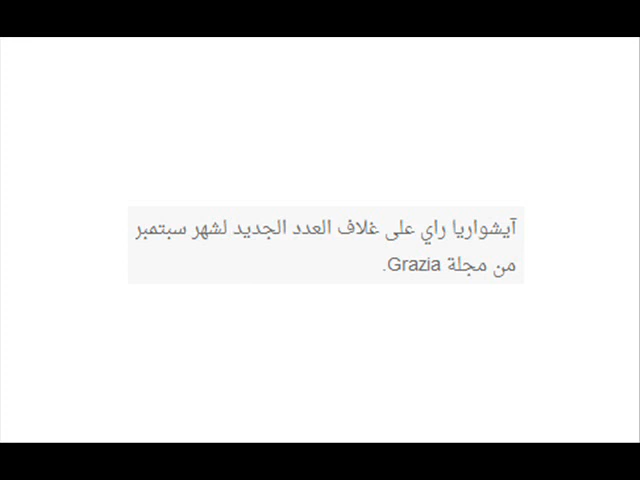 آيشواريا راي على غلاف العدد الجديد لشهر سبتمبر
من مجلة Grazia.